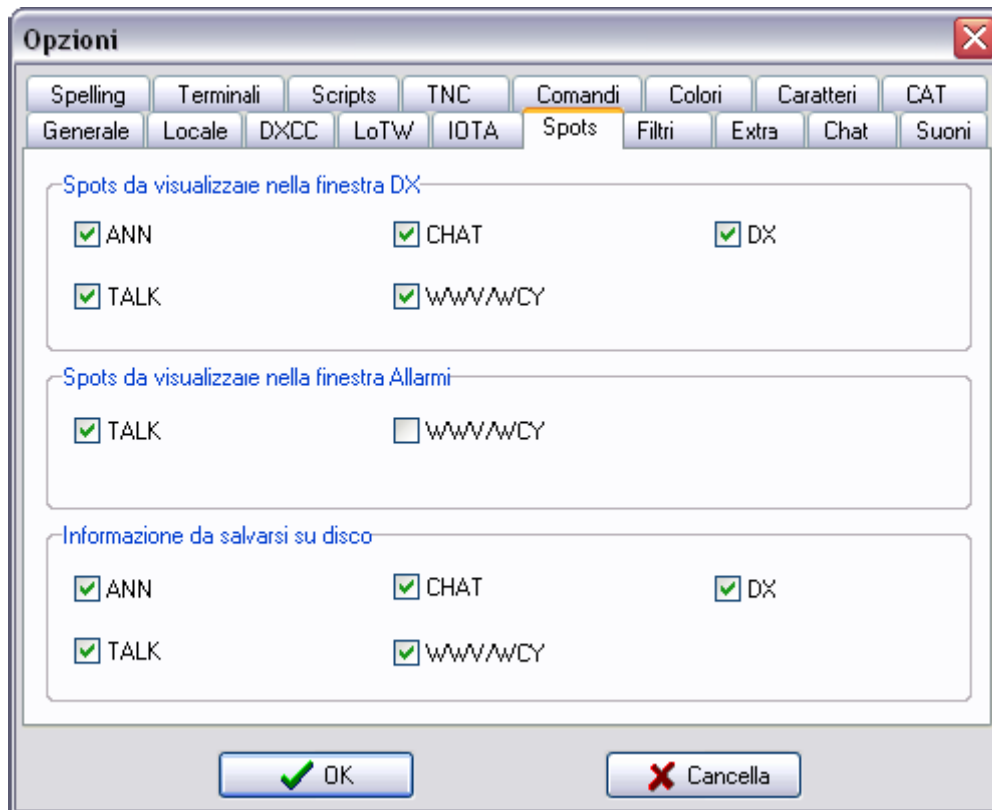 Opzioni
Spelling Terminali Scripts TNC Comandi Colori Caratteri CAT
Generale Locale DXCC LoTW IOTA Spots Filtri Extra Chat Suoni
Spots da visualizzare nella finestra DX
ANN CHAT DX
TALK WWV/WCY
Spots da visualizzare nella finestra Allarmi
TALK WWV/WCY
Informazione da salvarsi su disco
ANN CHAT DX
TALK WWV/WCY
OK Cancella